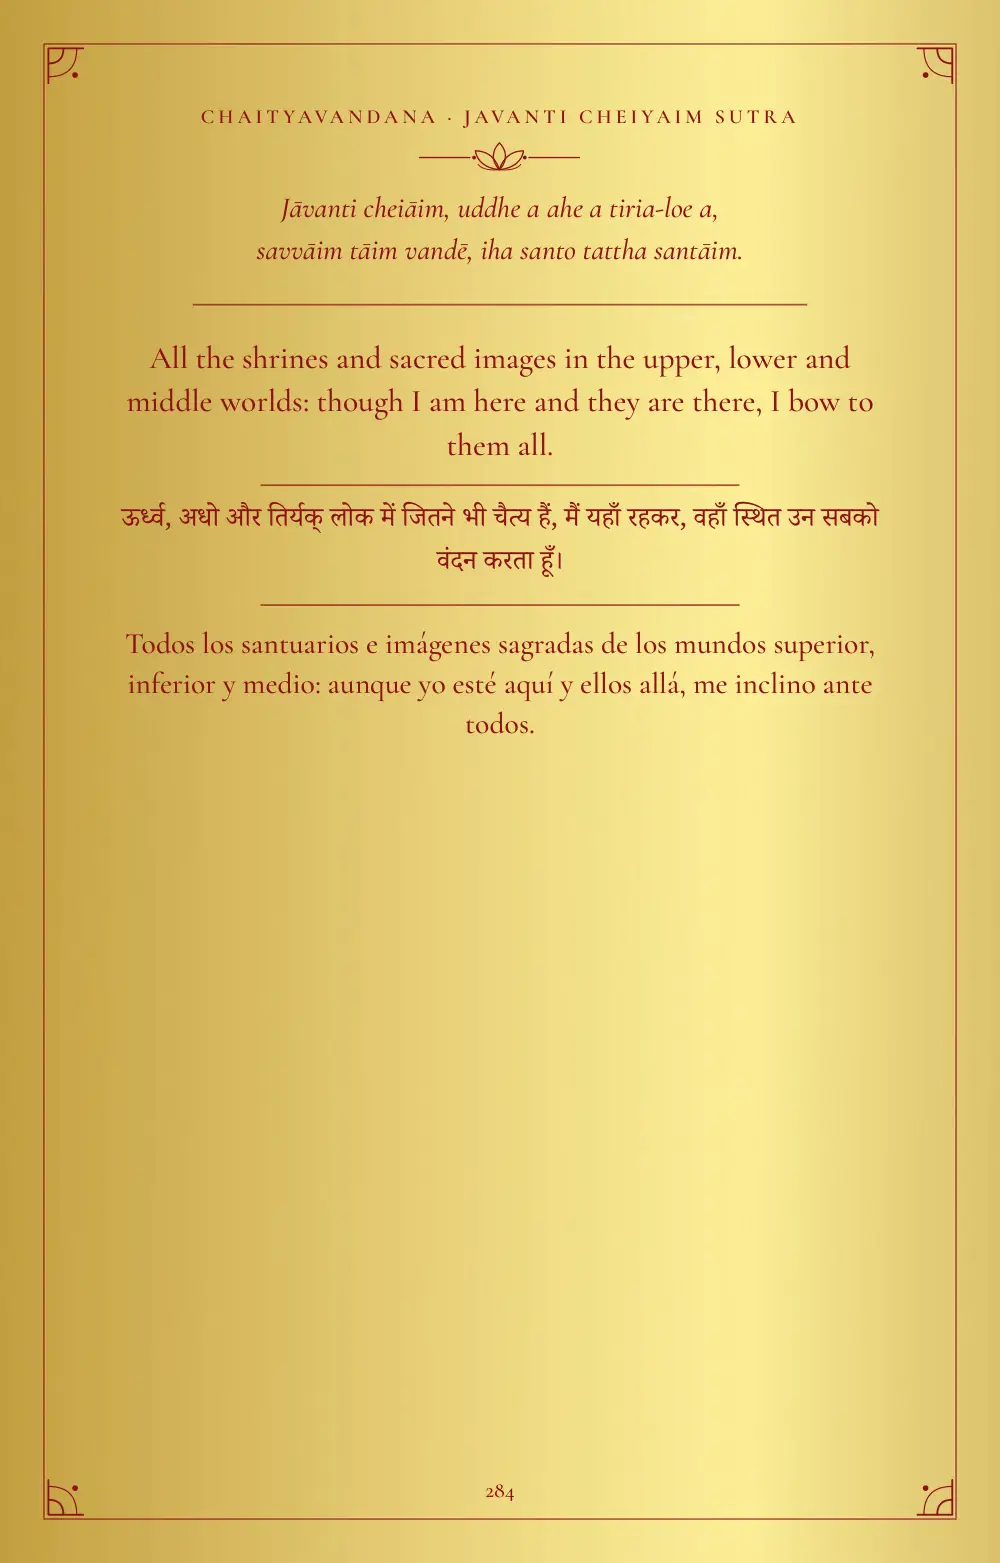 CHAITYAVANDANA · JAVANTI CHEIYAIM SUTRA
Jāvanti cheiāim, uddhe a ahe a tiria-loe a,
savvāim tāim vandē, iha santo tattha santāim.
All the shrines and sacred images in the upper, lower and
middle worlds: though I am here and they are there, I bow to
them all.
ऊर्ध्व, अधो और तिर्यक् लोक में जितने भी चैत्य हैं, मैं यहाँ रहकर, वहाँ स्थित उन सबको
वंदन करता हूँ।
Todos los santuarios e imágenes sagradas de los mundos superior,
inferior y medio: aunque yo esté aquí y ellos allá, me inclino ante
todos.
284